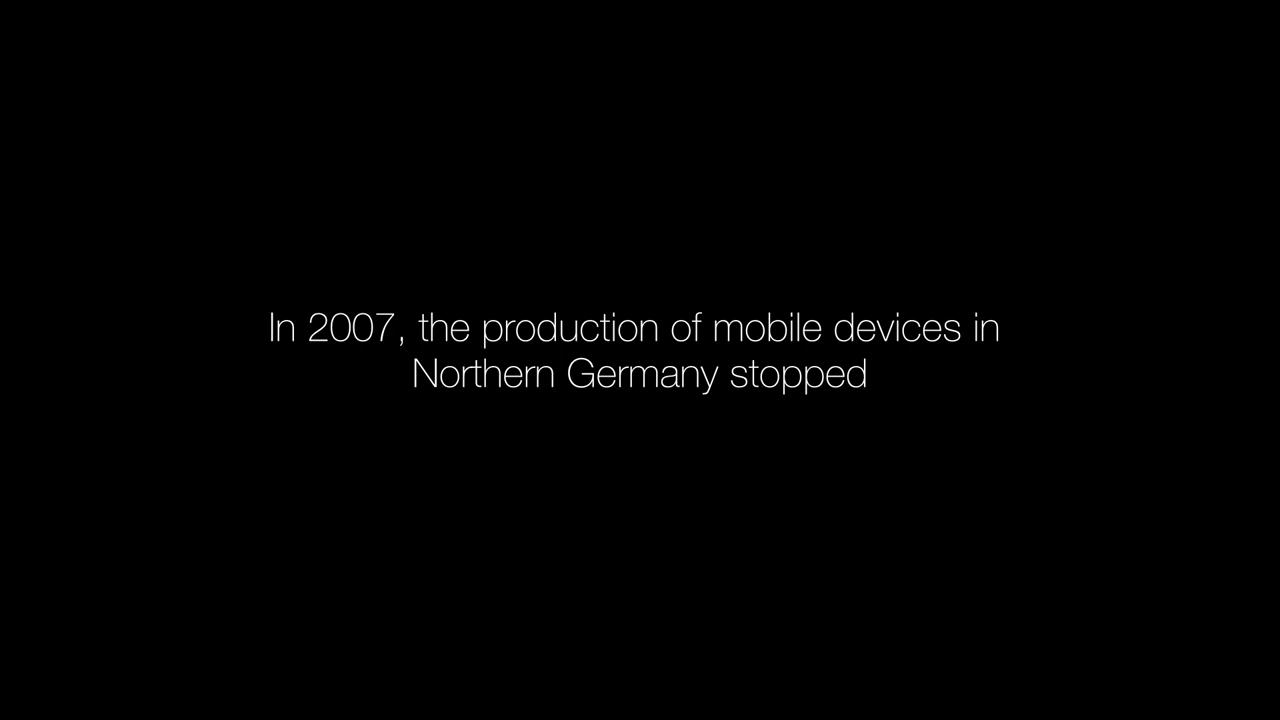 In 2007, the production of mobile devices in
Northern Germany stopped